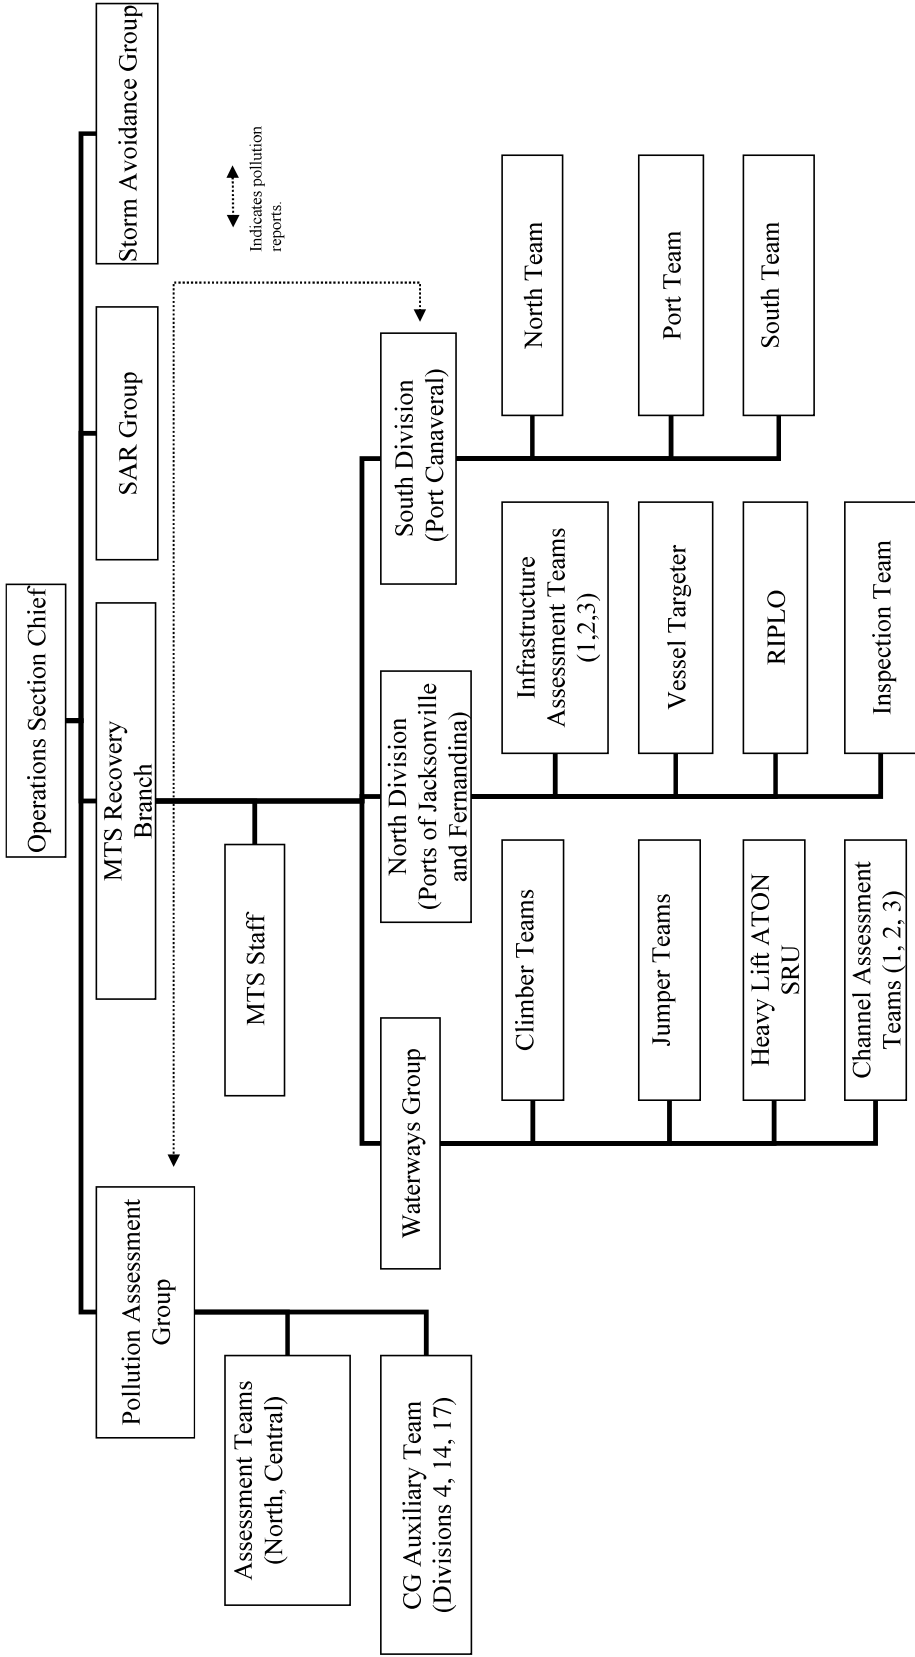 Operations Section Chief
Pollution Assessment
Group
MTS Recovery
Branch
SAR Group
Storm Avoidance Group
Assessment Teams
(North, Central)
CG Auxiliary Team
(Divisions 4, 14, 17)
MTS Staff
Indicates pollution
reports.
Waterways Group
North Division
(Ports of Jacksonville
and Fernandina)
South Division
(Port Canaveral)
Climber Teams
Jumper Teams
Heavy Lift ATON
SRU
Channel Assessment
Teams (1, 2, 3)
Infrastructure
Assessment Teams
(1,2,3)
Vessel Targeter
RIPLO
Inspection Team
North Team
Port Team
South Team